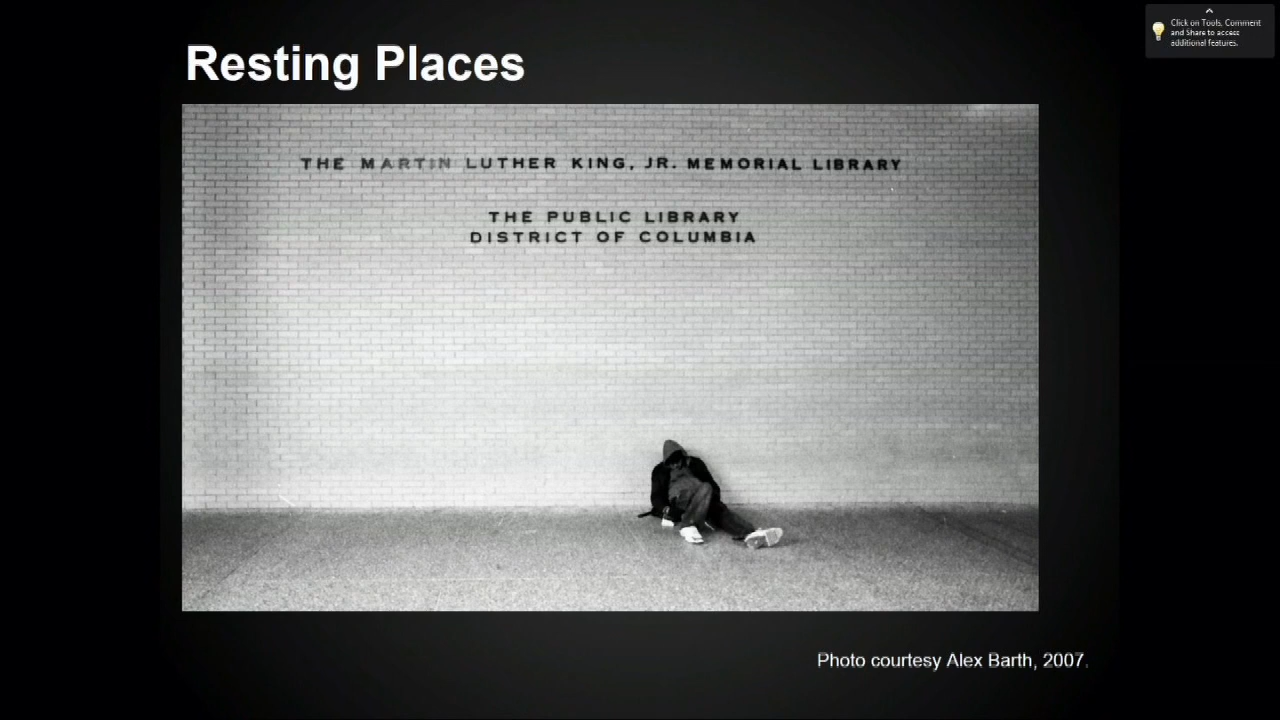 Resting Places
Click on Tools, Comment
and Share to access
additional features.
THE MARTIN LUTHER KING, JR. MEMORIAL LIBRARY
THE PUBLIC LIBRARY
DISTRICT OF COLUMBIA
Photo courtesy Alex Barth, 2007.